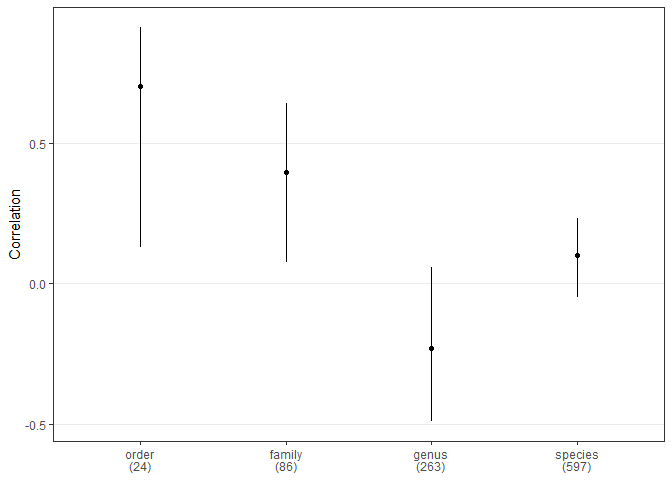 Correlation
0.5
0.0
-0.5
order family genus species
(24) (86) (263) (597)